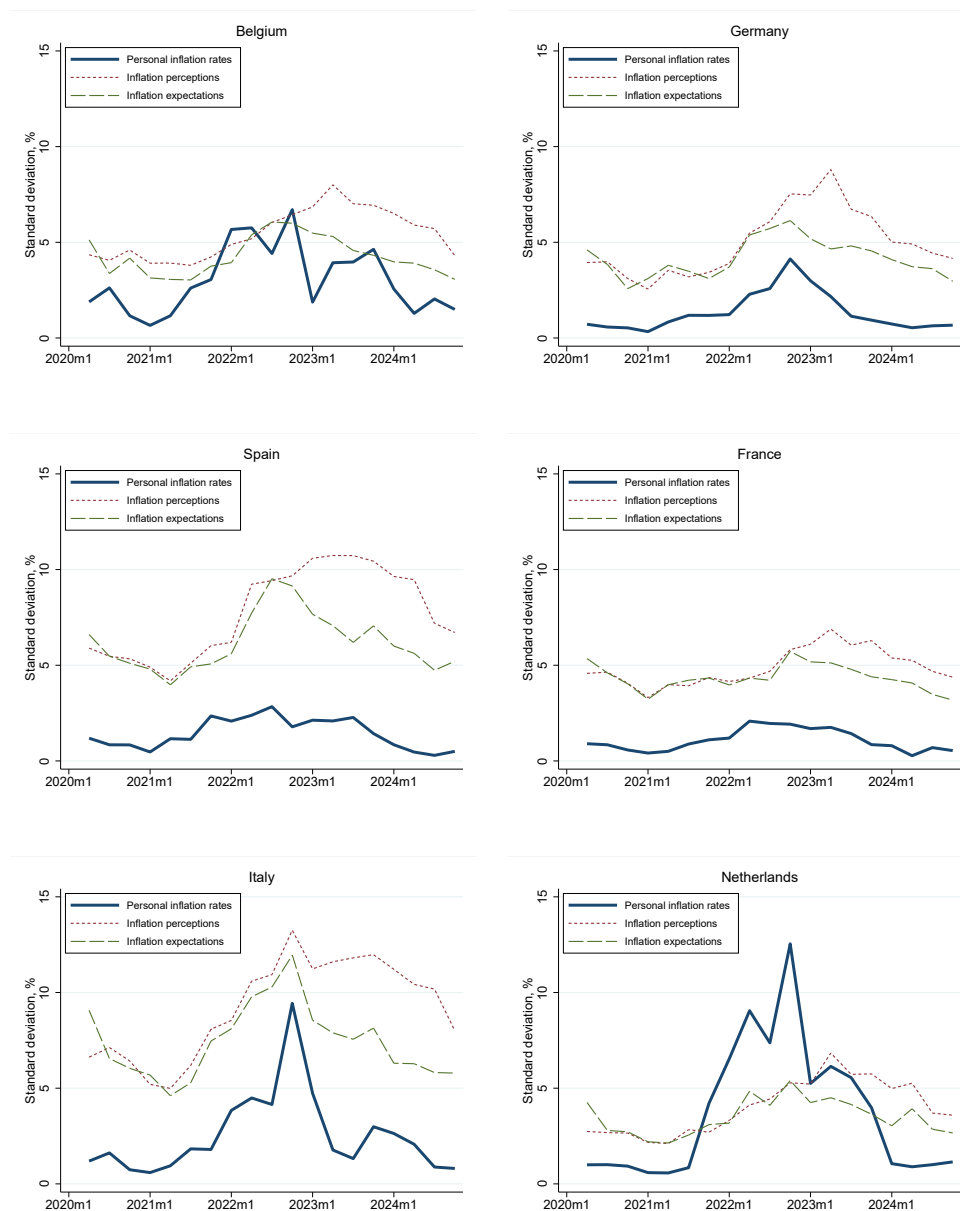 Belgium
Personal inflation rates
Inflation perceptions
Inflation expectations
Standard deviation, %
15
10
5
0
2020m1 2021m1 2022m1 2023m1 2024m1
Germany
Personal inflation rates
Inflation perceptions
Inflation expectations
Standard deviation, %
15
10
5
0
2020m1 2021m1 2022m1 2023m1 2024m1
Spain
Personal inflation rates
Inflation perceptions
Inflation expectations
Standard deviation, %
15
10
5
0
2020m1 2021m1 2022m1 2023m1 2024m1
France
Personal inflation rates
Inflation perceptions
Inflation expectations
Standard deviation, %
15
10
5
0
2020m1 2021m1 2022m1 2023m1 2024m1
Italy
Personal inflation rates
Inflation perceptions
Inflation expectations
Standard deviation, %
15
10
5
0
2020m1 2021m1 2022m1 2023m1 2024m1
Netherlands
Personal inflation rates
Inflation perceptions
Inflation expectations
Standard deviation, %
15
10
5
0
2020m1 2021m1 2022m1 2023m1 2024m1